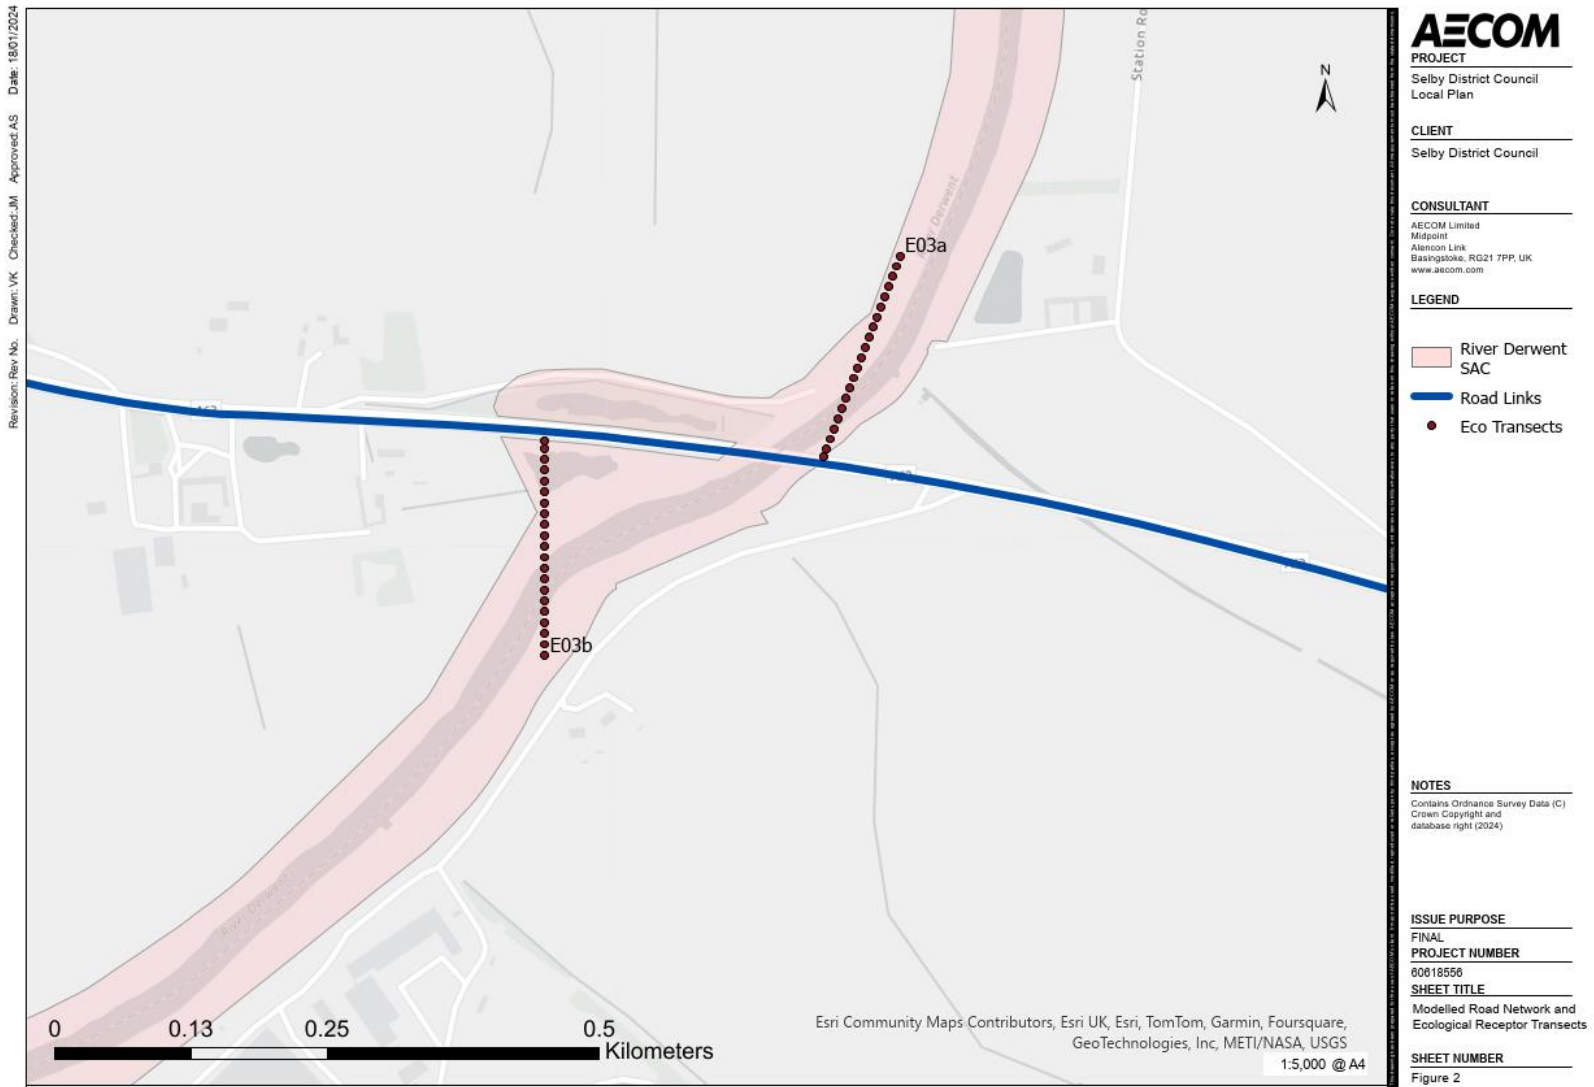 Revision: Rev No. Drawn: VK Checked: JM Approved: AS Date: 18/01/2024
Station Ro
N
River Derwent
E03a
E03b
River Derwent
0 0.13 0.25 0.5
Kilometers
Esri Community Maps Contributors, Esri UK, Esri, TomTom, Garmin, Foursquare,
GeoTechnologies, Inc, METI/NASA, USGS
1:5,000 @ A4
AECOM
PROJECT
Selby District Council
Local Plan
CLIENT
Selby District Council
CONSULTANT
AECOM Limited
Midpoint
Alencon Link
Basingstoke, RG21 7PP, UK
www.aecom.com
LEGEND
River Derwent
SAC
Road Links
Eco Transects
NOTES
Contains Ordnance Survey Data (C)
Crown Copyright and
database right (2024)
ISSUE PURPOSE
FINAL
PROJECT NUMBER
60618556
SHEET TITLE
Modelled Road Network and
Ecological Receptor Transects
SHEET NUMBER
Figure 2